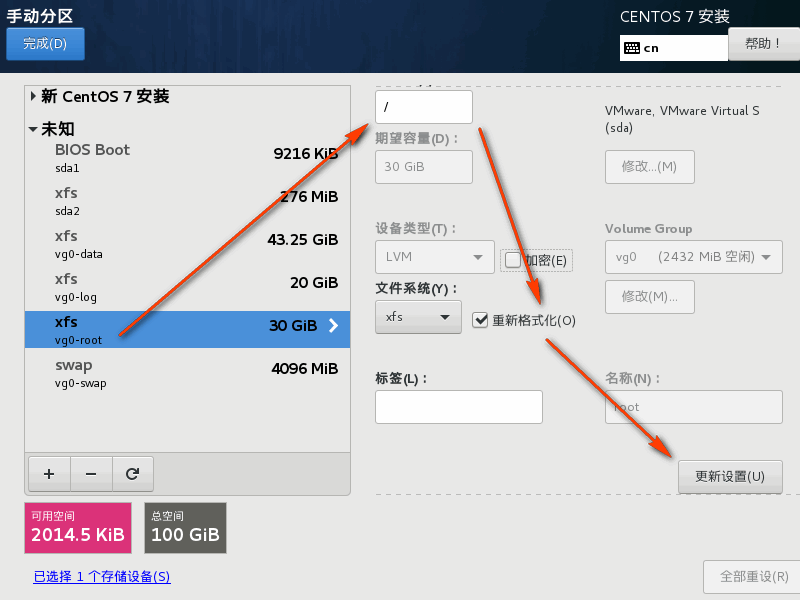 手动分区
CENTOS 7 安装
完成(D)
cn
帮助！
新 CentOS 7 安装
未知
BIOS Boot
9216 KiB
sda1
xfs
276 MiB
sda2
xfs
43.25 GiB
vg0-data
xfs
20 GiB
vg0-log
xfs
30 GiB
vg0-root
swap
4096 MiB
vg0-swap
+ −
可用空间
2014.5 KiB
总空间
100 GiB
已选择 1 个存储设备(S)
/
期望容量(D)：
30 GiB
VMware, VMware Virtual S
(sda)
修改...(M)
设备类型(T)：
LVM
加密(E)
Volume Group
vg0 (2432 MiB 空闲)
文件系统(Y)：
xfs
重新格式化(O)
修改(M)...
标签(L)：
名称(N)：
root
更新设置(U)
全部重设(R)